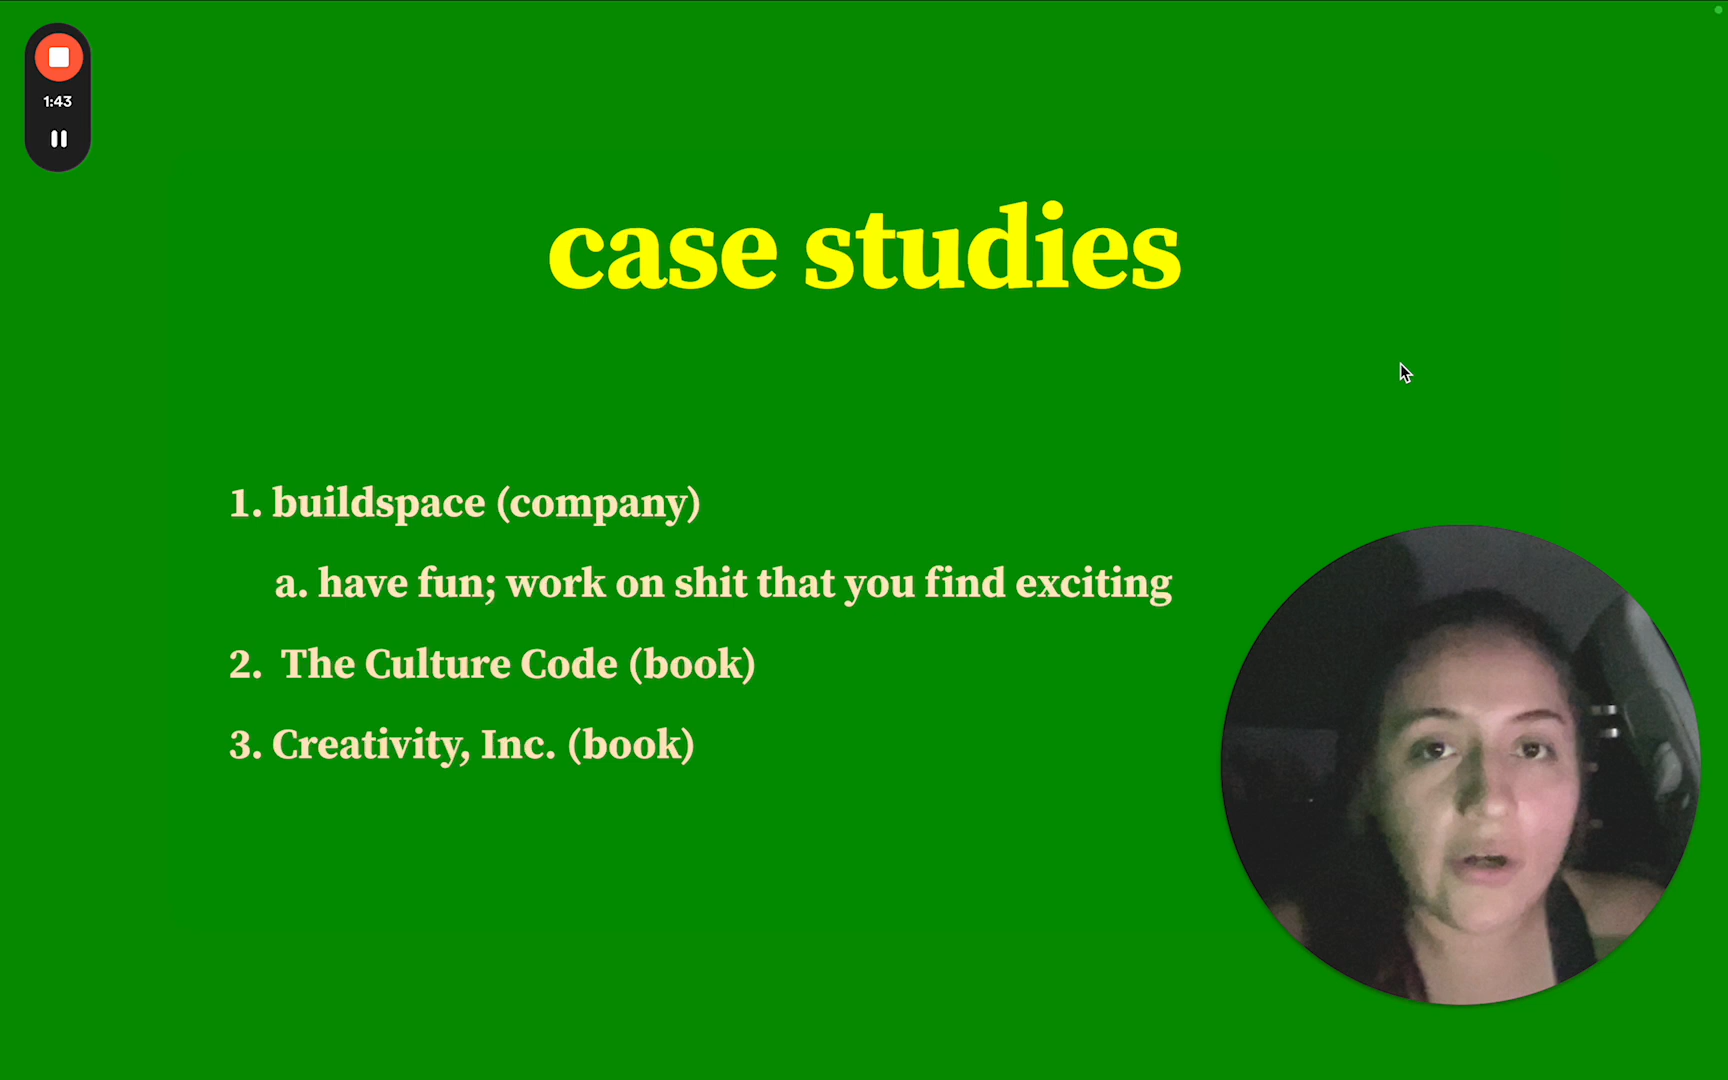 1:43
case studies
1. buildspace (company)
a. have fun; work on shit that you find exciting
2. The Culture Code (book)
3. Creativity, Inc. (book)